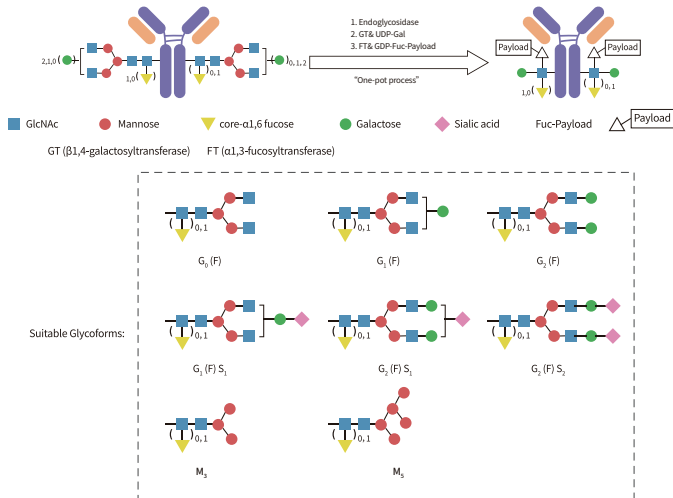 1. Endoglycosidase
2. GT& UDP-Gal
3. FT& GDP-Fuc-Payload
"One-pot process"
2,1,0 ( ( ) 1,0 ( ) ( ) 0,1 ) 0, 1, 2
Payload Payload
1,0 ( ) ( ) 0,1
GlcNAc Mannose core-α1,6 fucose Galactose Sialic acid Fuc-Payload Payload
GT (β1,4-galactosyltransferase) FT (α1,3-fucosyltransferase)
( ) 0, 1 ( ) 0, 1 ( ) 0, 1
G0 (F) G1 (F) G2 (F)
Suitable Glycoforms:
( ) 0, 1 ( ) 0, 1 ( ) 0, 1
G1 (F) S1 G2 (F) S1 G2 (F) S2
( ) 0, 1 ( ) 0, 1
M3 M5